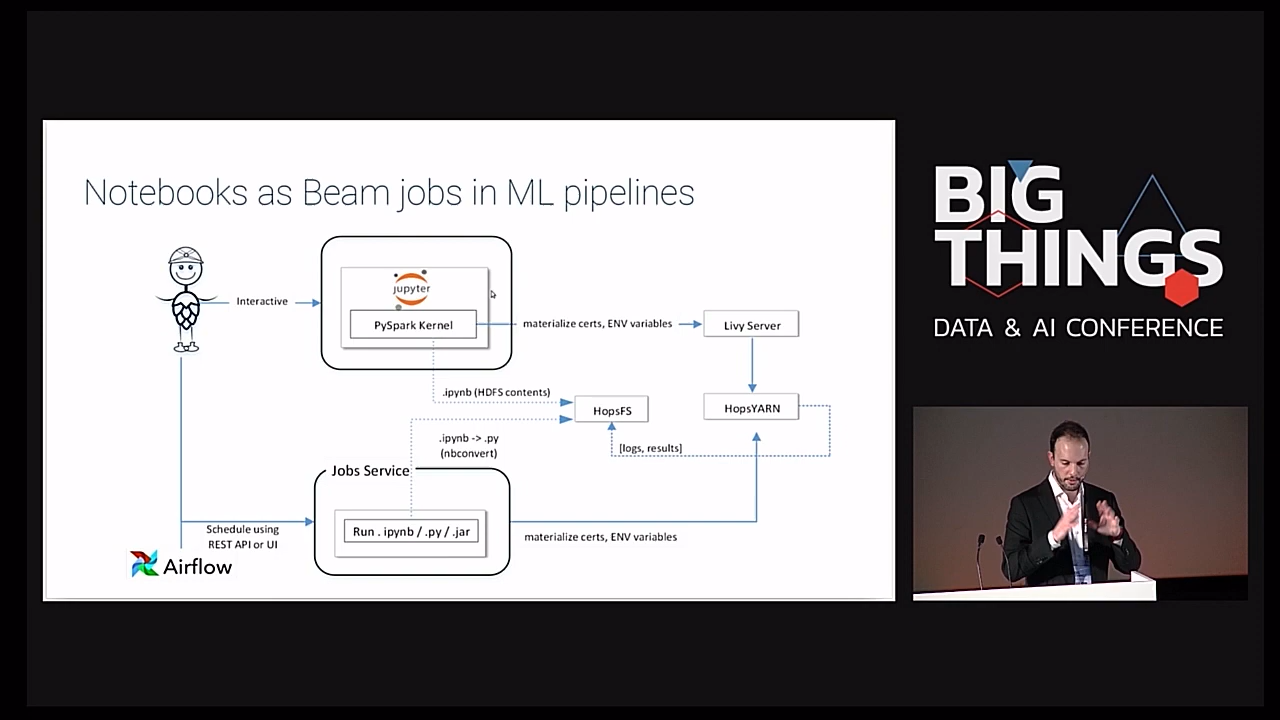 Notebooks as Beam jobs in ML pipelines
Interactive
jupyter
PySpark Kernel
materialize certs, ENV variables
Livy Server
.ipynb (HDFS contents)
HopsFS
HopsYARN
.ipynb -> .py
(nbconvert)
[logs, results]
Jobs Service
Run . ipynb / .py / .jar
Schedule using
REST API or UI
materialize certs, ENV variables
Airflow
BIG
THINGS
DATA & AI CONFERENCE